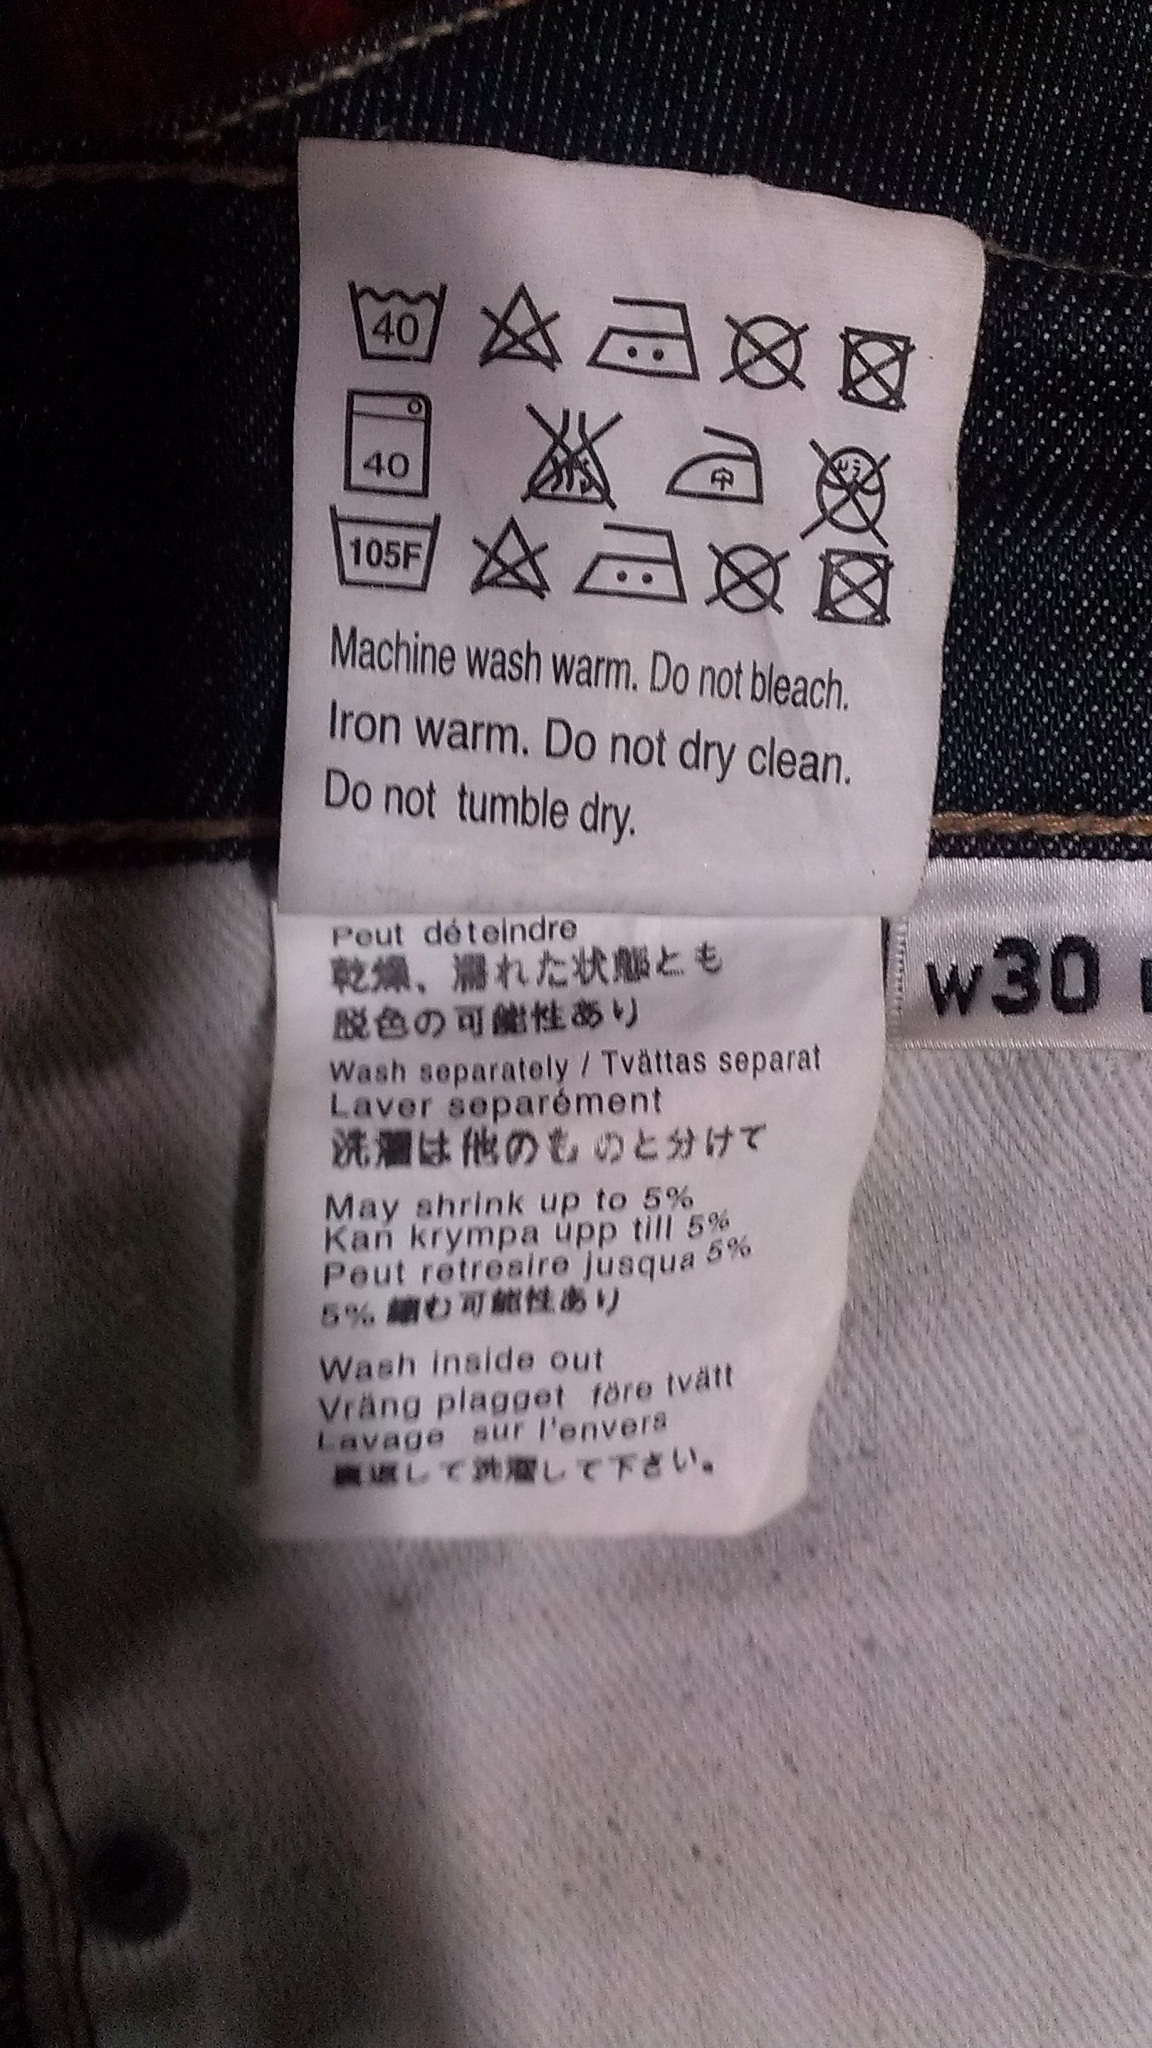 40
40
中
ドライ
105F
Machine wash warm. Do not bleach.
Iron warm. Do not dry clean.
Do not tumble dry.
Peut déteindre
乾燥、濡れた状態とも
脱色の可能性あり
Wash separately / Tvättas separat
Laver separément
洗濯は他のものと分けて
May shrink up to 5%
Kan krympa upp till 5%
Peut retresire jusqua 5%
5% 縮む可能性あり
Wash inside out
Vräng plagget före tvätt
Lavage sur l'envers
裏返して洗濯して下さい。
W30